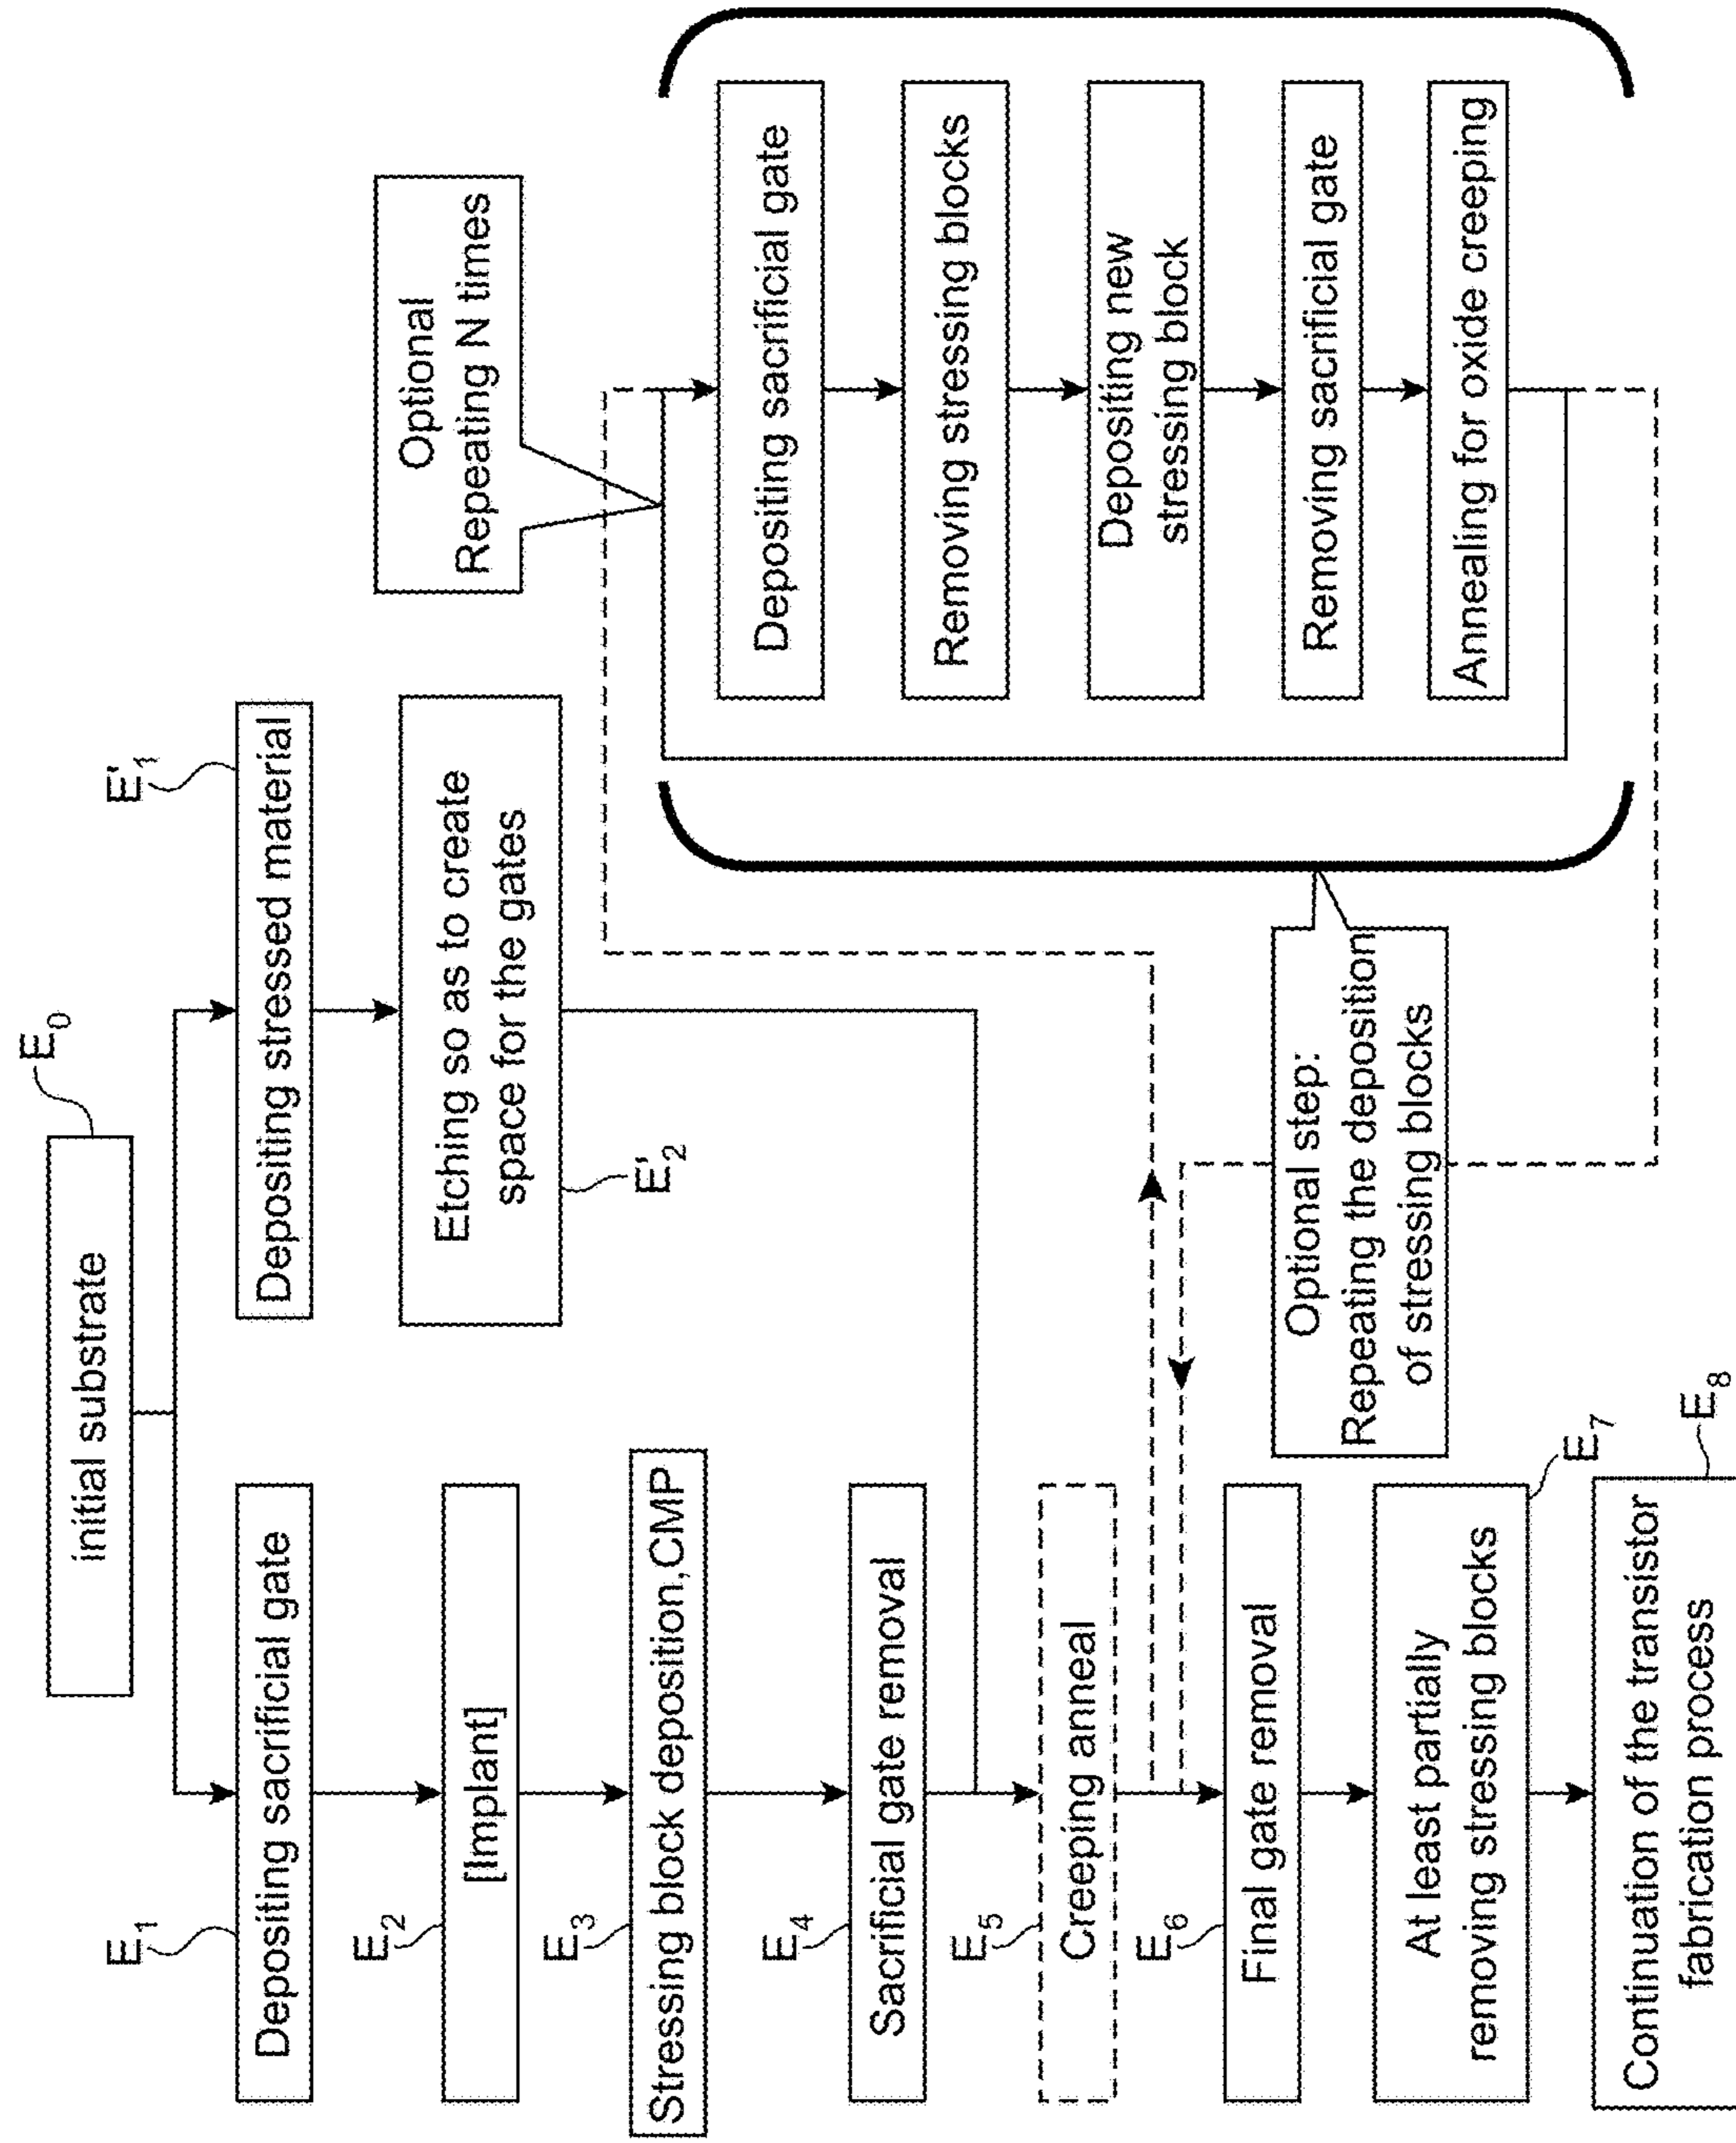 initial substrate
E0
E1
Depositing sacrificial gate
E2
[Implant]
E3
Stressing block deposition,CMP
E4
Sacrificial gate removal
E5
Creeping anneal
E6
Final gate removal
At least partially
removing stressing blocks
E7
Continuation of the transistor
fabrication process
E8
E'1
Depositing stressed material
Etching so as to create
space for the gates
E'2
Optional step:
Repeating the deposition
of stressing blocks
Optional
Repeating N times
Depositing sacrificial gate
Removing stressing blocks
Depositing new
stressing block
Removing sacrificial gate
Annealing for oxide creeping